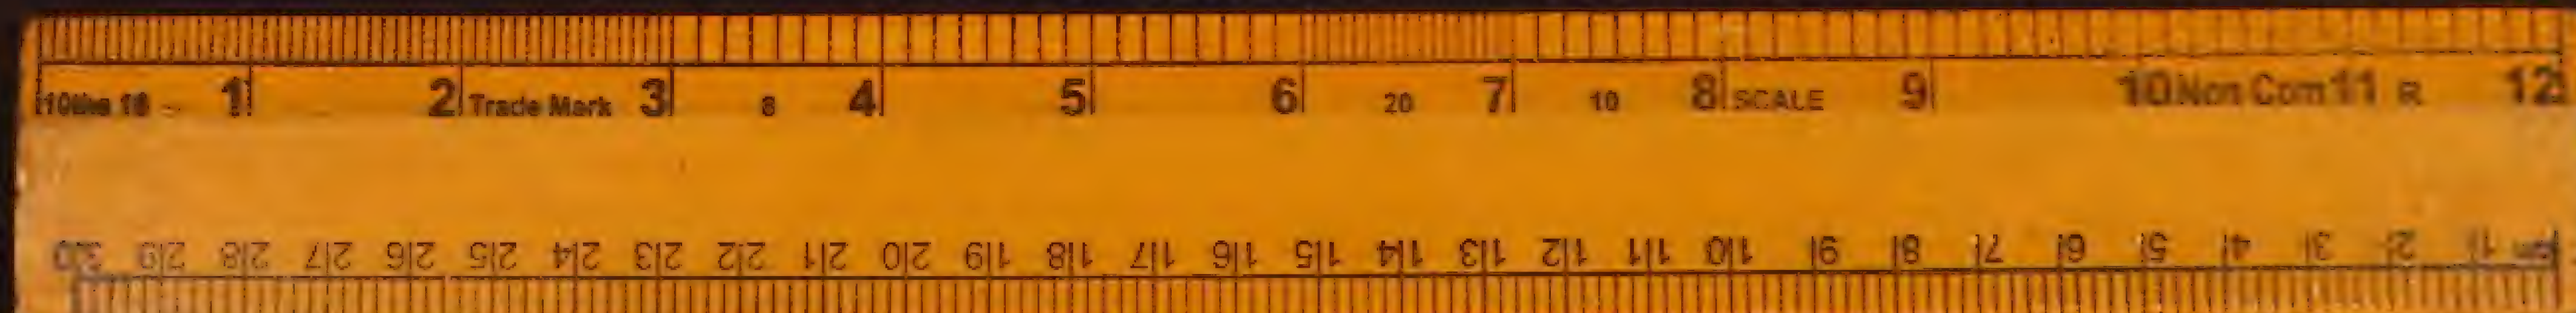 10ths 16 1 2 Trade Mark 3 8 4 5 6 20 7 10 8 SCALE 9 10 Non Com 11 R 12
30 29 28 27 26 25 24 23 22 21 20 19 18 17 16 15 14 13 12 11 10 9 8 7 6 5 4 3 2 1 cm